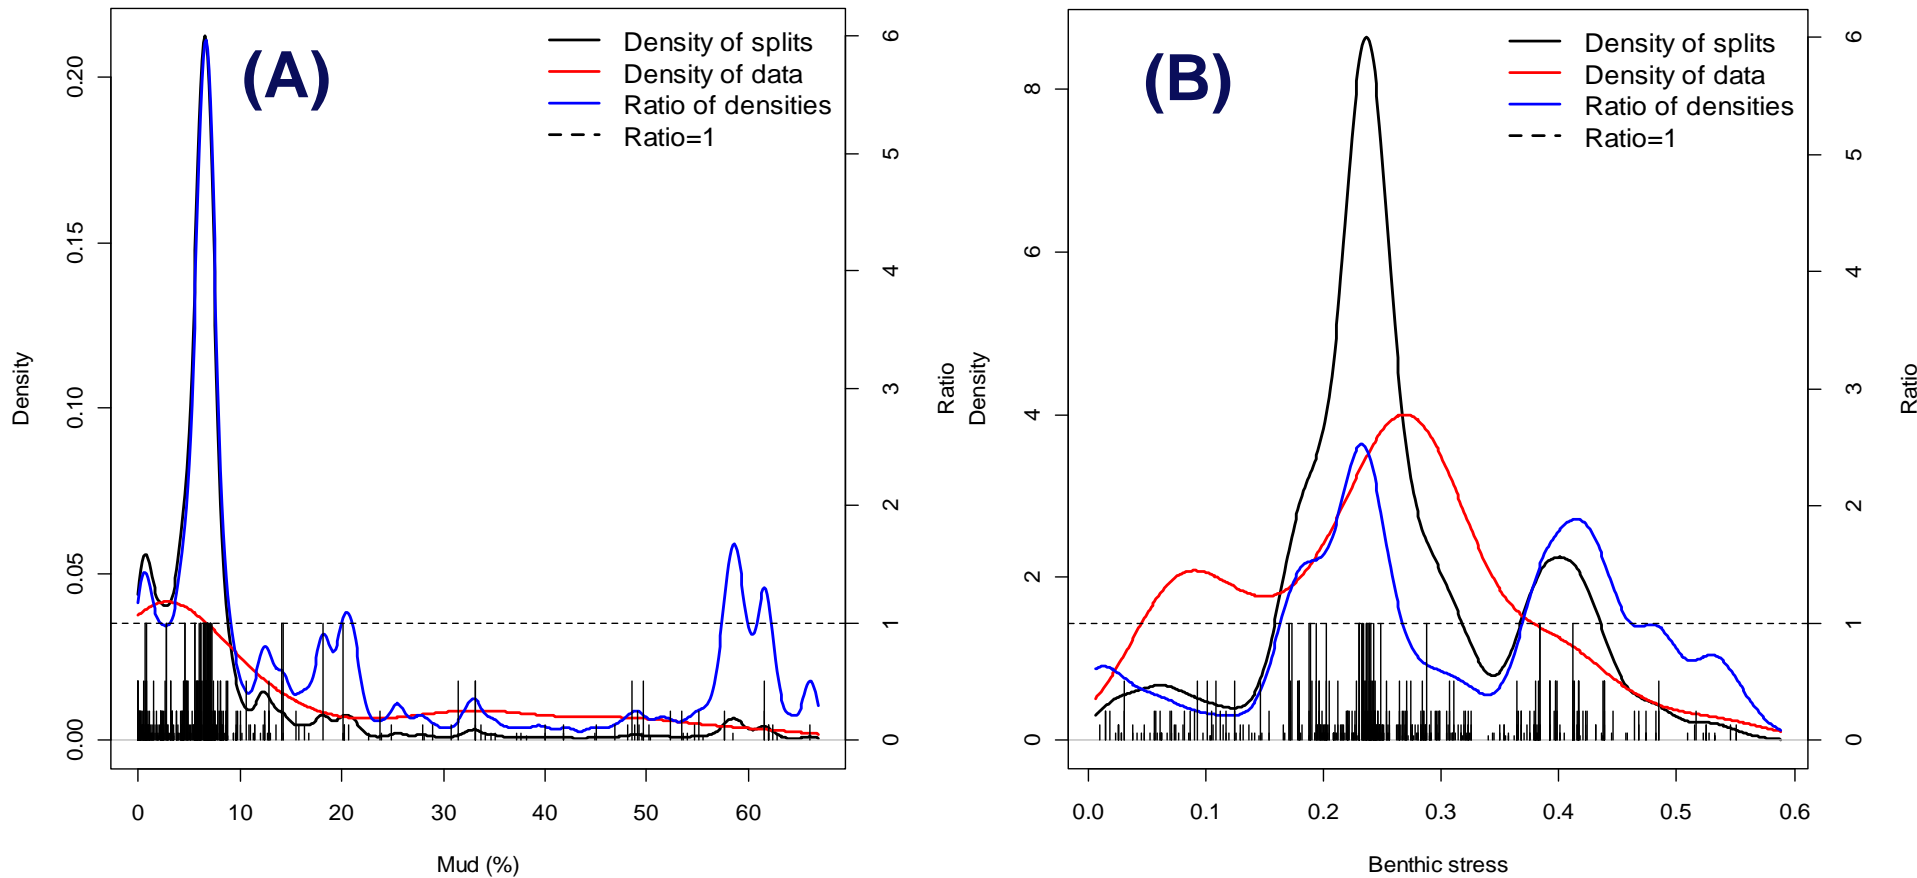 (A)
Density of splits
Density of data
Ratio of densities
Ratio=1
0.00
0.05
0.10
0.15
0.20
Density
0
1
2
3
4
5
6
Ratio
0
10
20
30
40
50
60
Mud (%)
(B)
Density of splits
Density of data
Ratio of densities
Ratio=1
0
2
4
6
8
Density
0
1
2
3
4
5
6
Ratio
0.0
0.1
0.2
0.3
0.4
0.5
0.6
Benthic stress